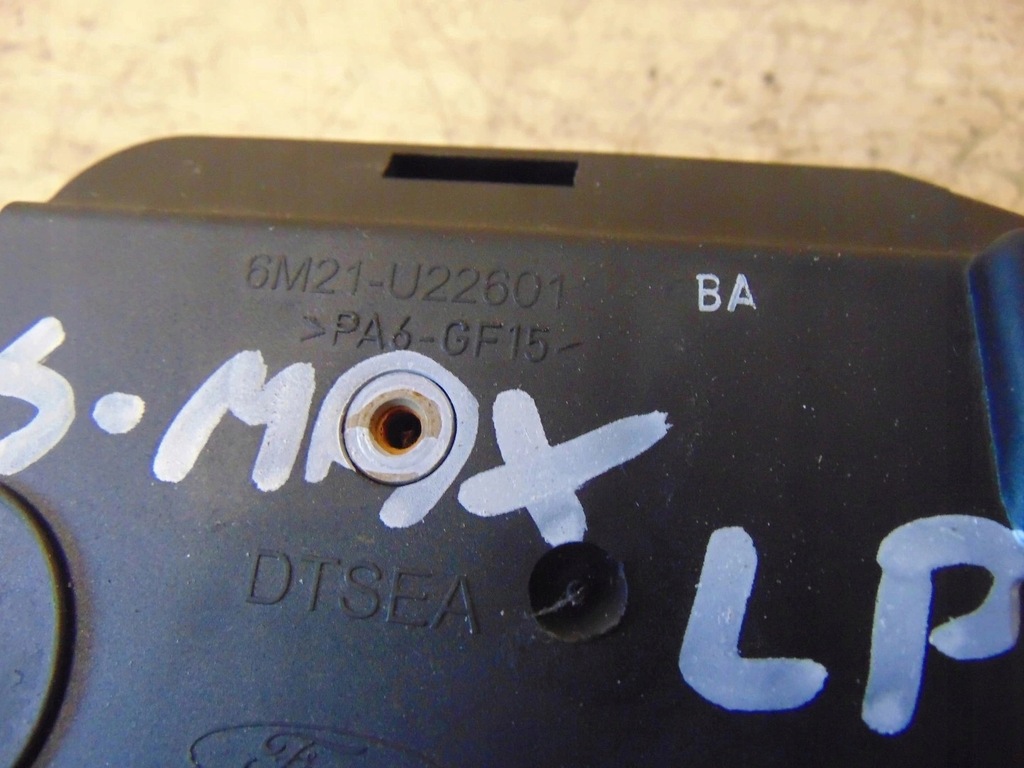 6M21-U22601 BA
>PA6-GF15-
S.MAX
DTSEA
LP